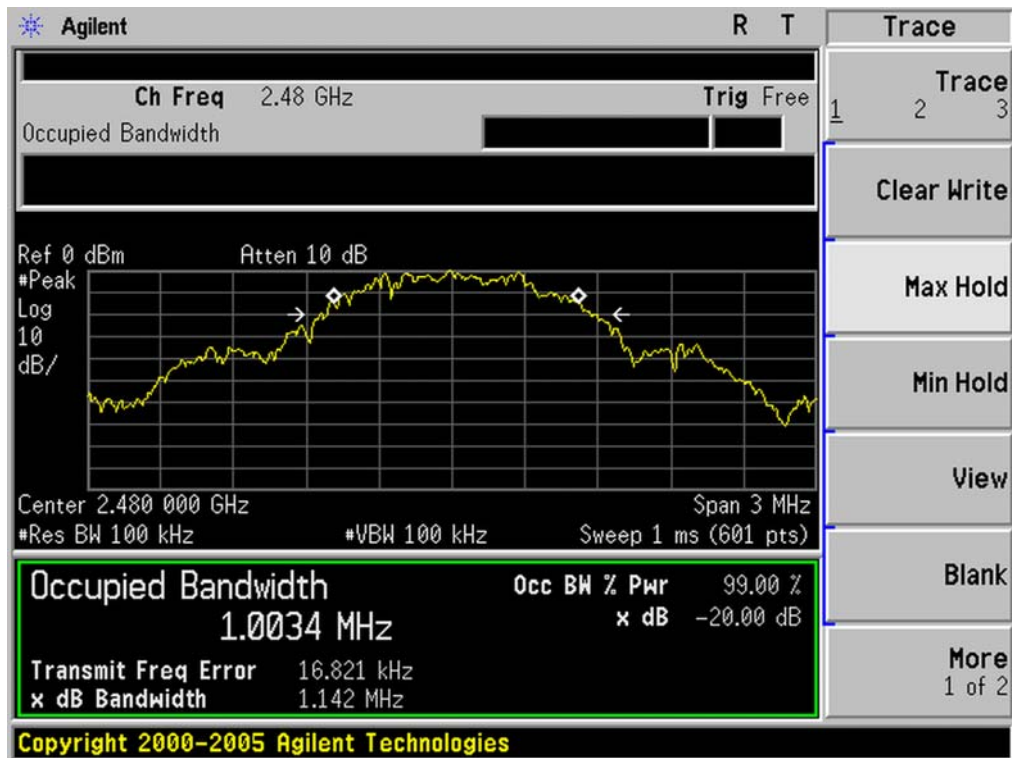 Agilent R T
Ch Freq 2.48 GHz Trig Free
Occupied Bandwidth
Ref 0 dBm Atten 10 dB
#Peak
Log
10
dB/
Center 2.480 000 GHz Span 3 MHz
#Res BW 100 kHz #VBW 100 kHz Sweep 1 ms (601 pts)
Occupied Bandwidth
1.0034 MHz
Occ BW % Pwr 99.00 %
x dB -20.00 dB
Transmit Freq Error 16.821 kHz
x dB Bandwidth 1.142 MHz
Copyright 2000-2005 Agilent Technologies
Trace
Trace
1 2 3
Clear Write
Max Hold
Min Hold
View
Blank
More
1 of 2